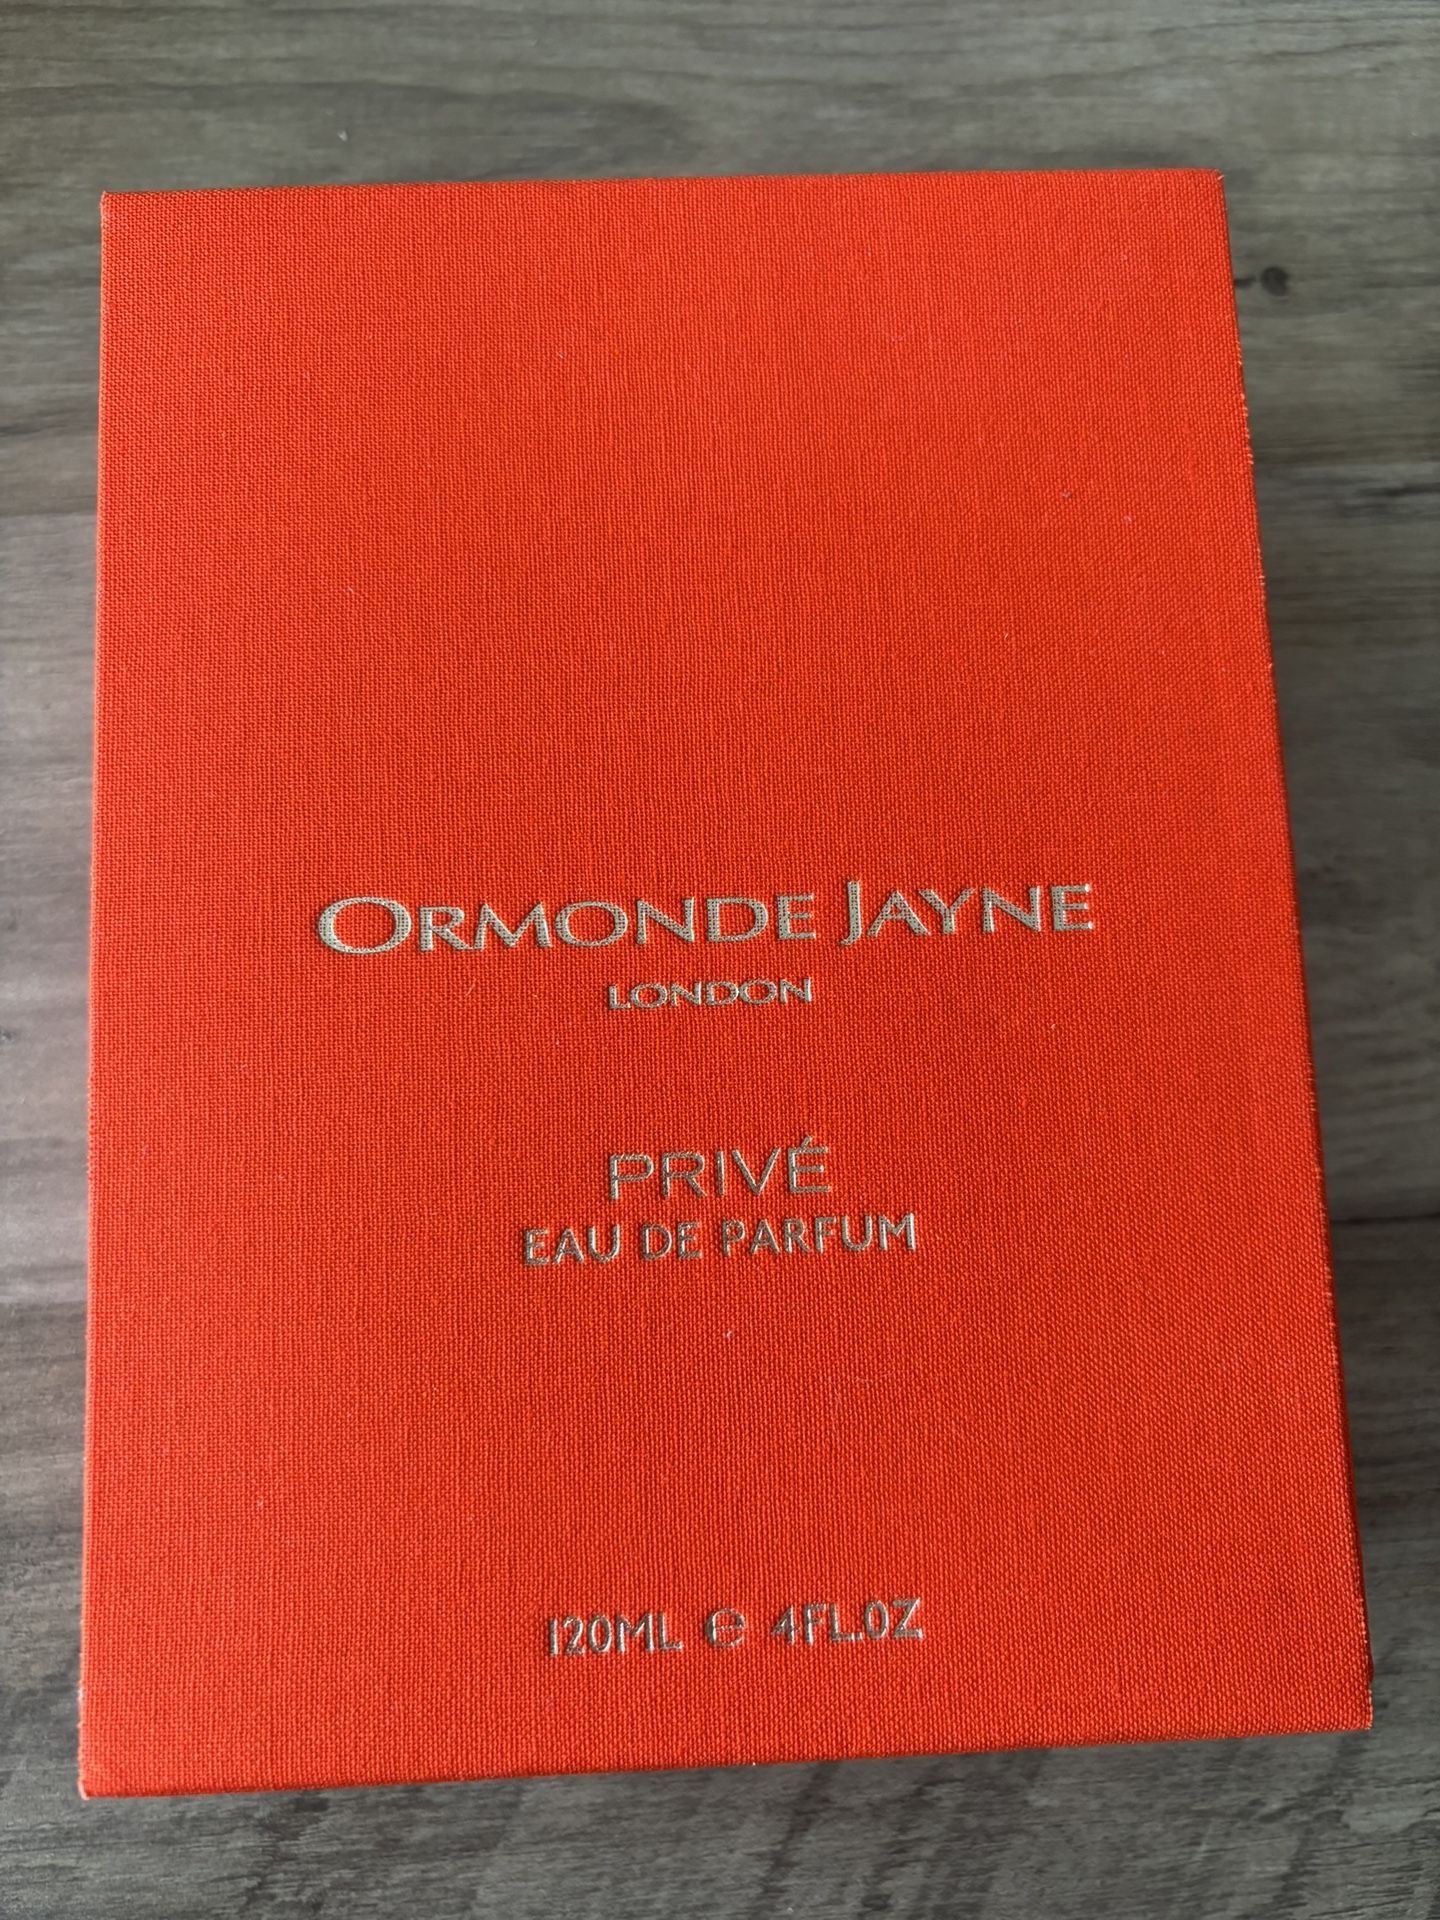 ORMONDE JAYNE
LONDON
PRIVÉ
EAU DE PARFUM
120ML ℮ 4FL.OZ